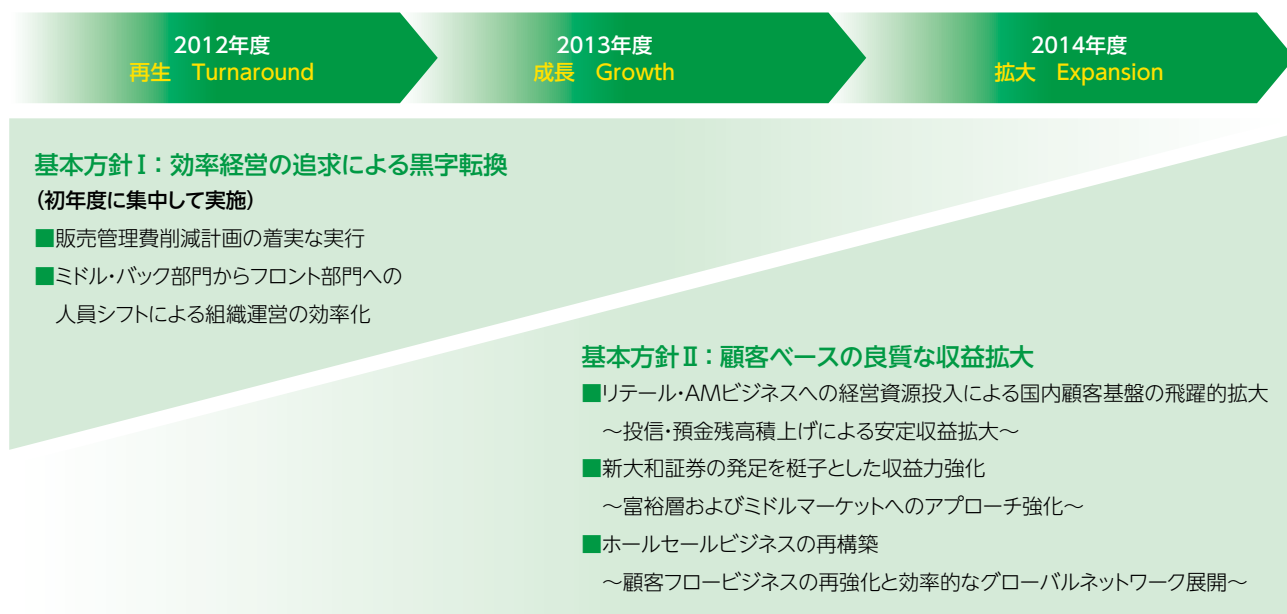 2012年度
再生　Turnaround
2013年度
成長　Growth
2014年度
拡大　Expansion
基本方針Ⅰ：効率経営の追求による黒字転換
（初年度に集中して実施）
■販売管理費削減計画の着実な実行
■ミドル・バック部門からフロント部門への
人員シフトによる組織運営の効率化
基本方針Ⅱ：顧客ベースの良質な収益拡大
■リテール・AMビジネスへの経営資源投入による国内顧客基盤の飛躍的拡大
～投信・預金残高積上げによる安定収益拡大～
■新大和証券の発足を梃子とした収益力強化
～富裕層およびミドルマーケットへのアプローチ強化～
■ホールセールビジネスの再構築
～顧客フロービジネスの再強化と効率的なグローバルネットワーク展開～